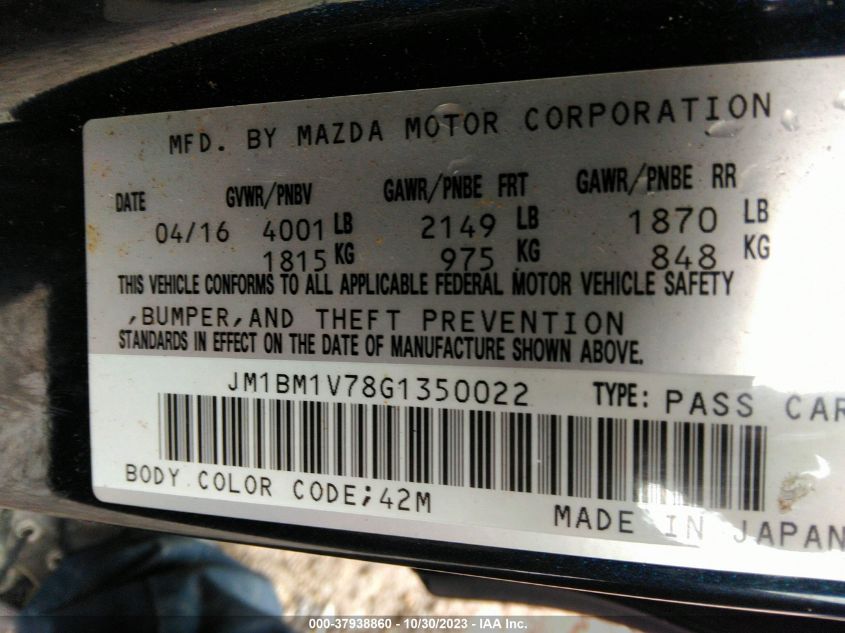 MFD. BY MAZDA MOTOR CORPORATION
DATE GVWR/PNBV GAWR/PNBE FRT GAWR/PNBE RR
04/16 4001 LB 2149 LB 1870 LB
1815 KG 975 KG 848 KG
THIS VEHICLE CONFORMS TO ALL APPLICABLE FEDERAL MOTOR VEHICLE SAFETY
,BUMPER,AND THEFT PREVENTION
STANDARDS IN EFFECT ON THE DATE OF MANUFACTURE SHOWN ABOVE.
JM1BM1V78G1350022 TYPE: PASS CAR
BODY COLOR CODE;42M
MADE IN JAPAN
000-37938860 - 10/30/2023 - IAA Inc.